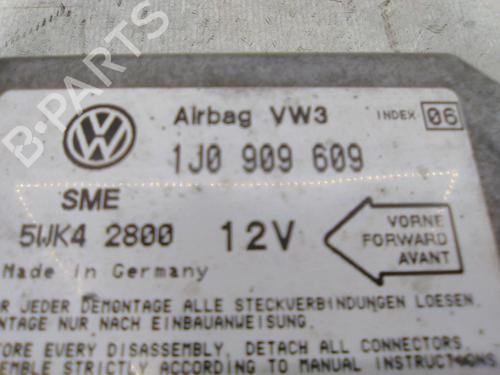 Airbag VW3 INDEX 06
1J0 909 609
SME
5WK4 2800 12V
VORNE
FORWARD
AVANT
Made in Germany
JEDER DEMONTAGE ALLE STECKVERBINDUNGEN LOESEN.
NUR NACH EINBAUANWEISUNG.
EVERY DISASSEMBLY, DETACH ALL CONNECTORS.
ACCORDING TO MANUAL INSTRUCTIONS
B-PARTS